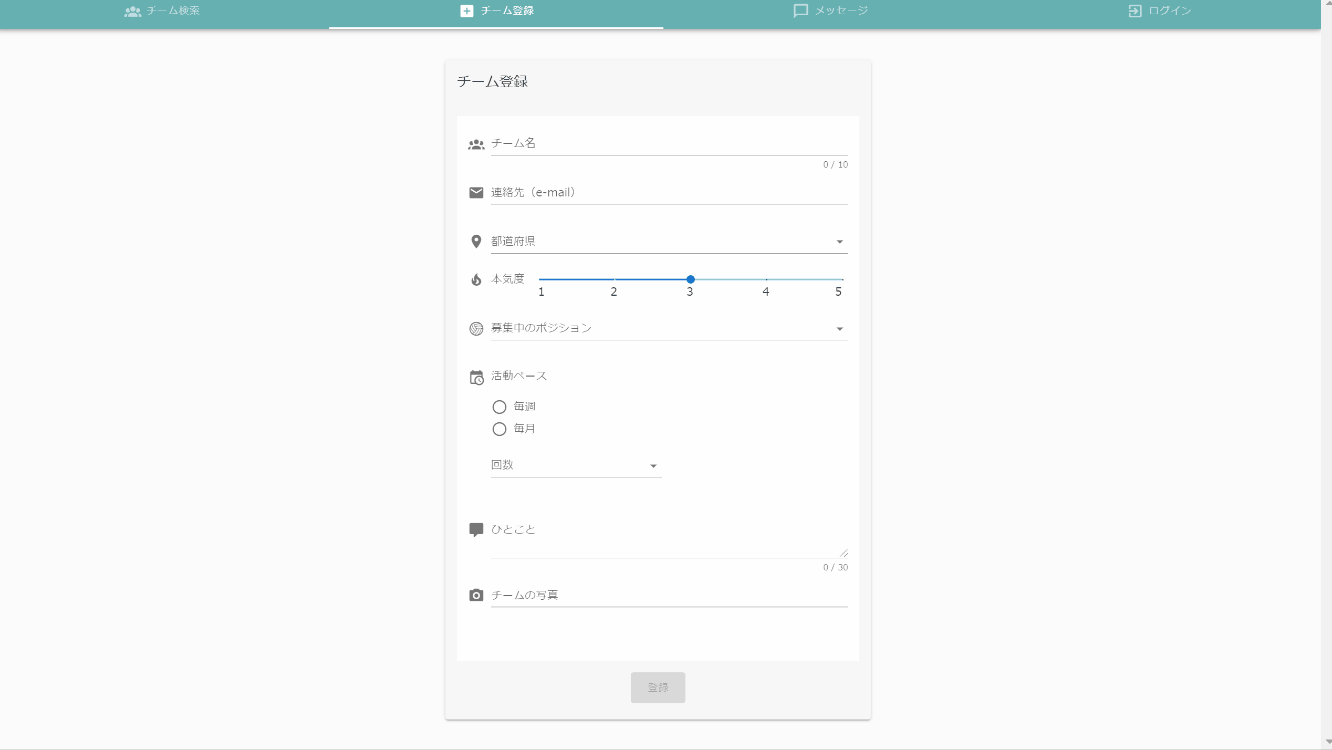 チーム検索 チーム登録 メッセージ ログイン
チーム登録
チーム名
0 / 10
連絡先（e-mail）
都道府県
本気度
1 2 3 4 5
募集中のポジション
活動ペース
毎週
毎月
回数
ひとこと
0 / 30
チームの写真
登録